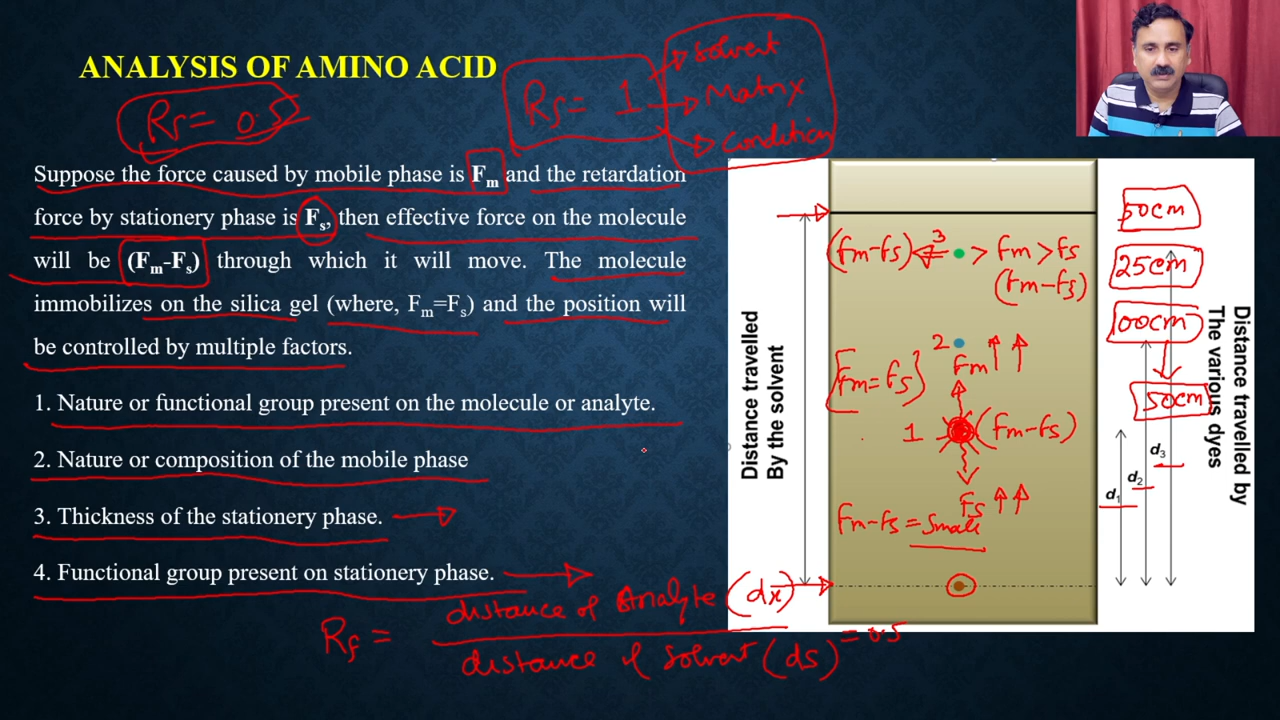 ANALYSIS OF AMINO ACID
Rf = 0.5
Rf = 1
→ Solvent
→ Matrix
→ Condition
Suppose the force caused by mobile phase is Fm and the retardation
force by stationery phase is Fs, then effective force on the molecule
will be (Fm-Fs) through which it will move. The molecule
immobilizes on the silica gel (where, Fm=Fs) and the position will
be controlled by multiple factors.
1. Nature or functional group present on the molecule or analyte.
2. Nature or composition of the mobile phase
3. Thickness of the stationery phase.
4. Functional group present on stationery phase.
Rf =
distance of Analyte (dx)
distance of Solvent (ds)
= 0.5
Distance travelled
By the solvent
(Fm-Fs)
3
> Fm > Fs
(Fm-Fs)
2
Fm ↑ ↑
[Fm=Fs]
1
(Fm-Fs)
Fs ↑ ↑
Fm-Fs = Small
50cm
25cm
100cm
50cm
d1
d2
d3
Distance travelled by
The various dyes